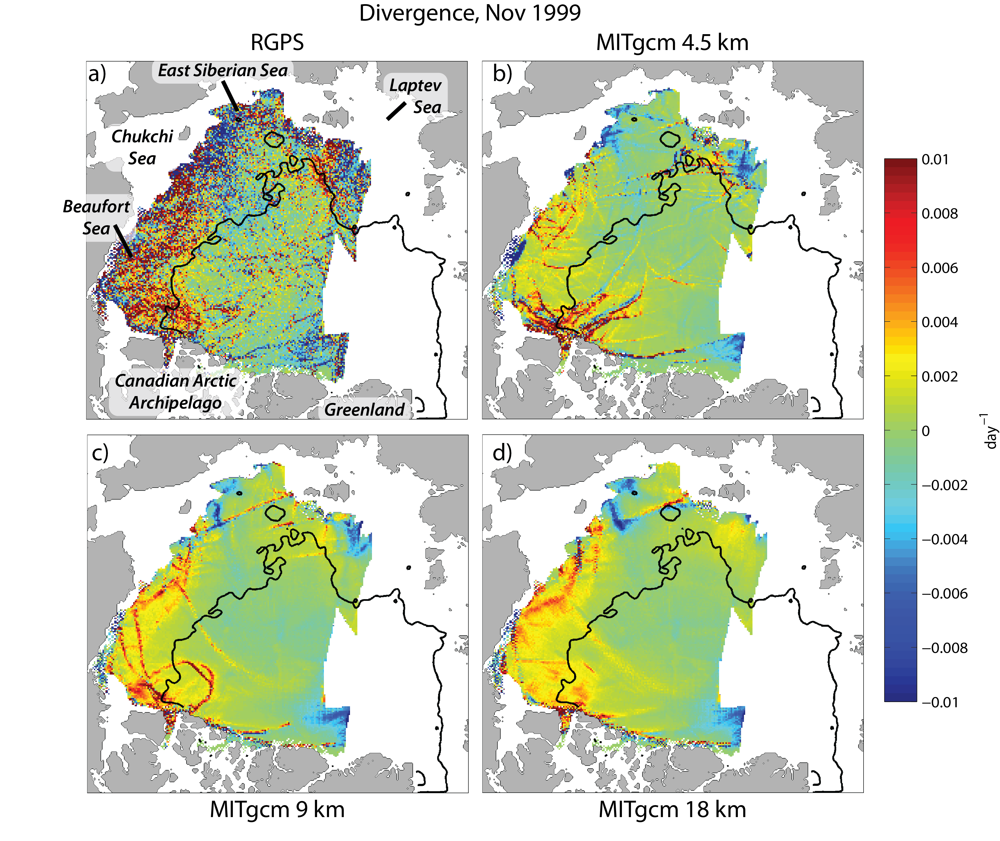 Divergence, Nov 1999
RGPS
MITgcm 4.5 km
a)
East Siberian Sea
Laptev
Sea
Chukchi
Sea
Beaufort
Sea
Canadian Arctic
Archipelago
Greenland
b)
c)
d)
MITgcm 9 km
MITgcm 18 km
0.01
0.008
0.006
0.004
0.002
0
−0.002
−0.004
−0.006
−0.008
−0.01
day⁻¹